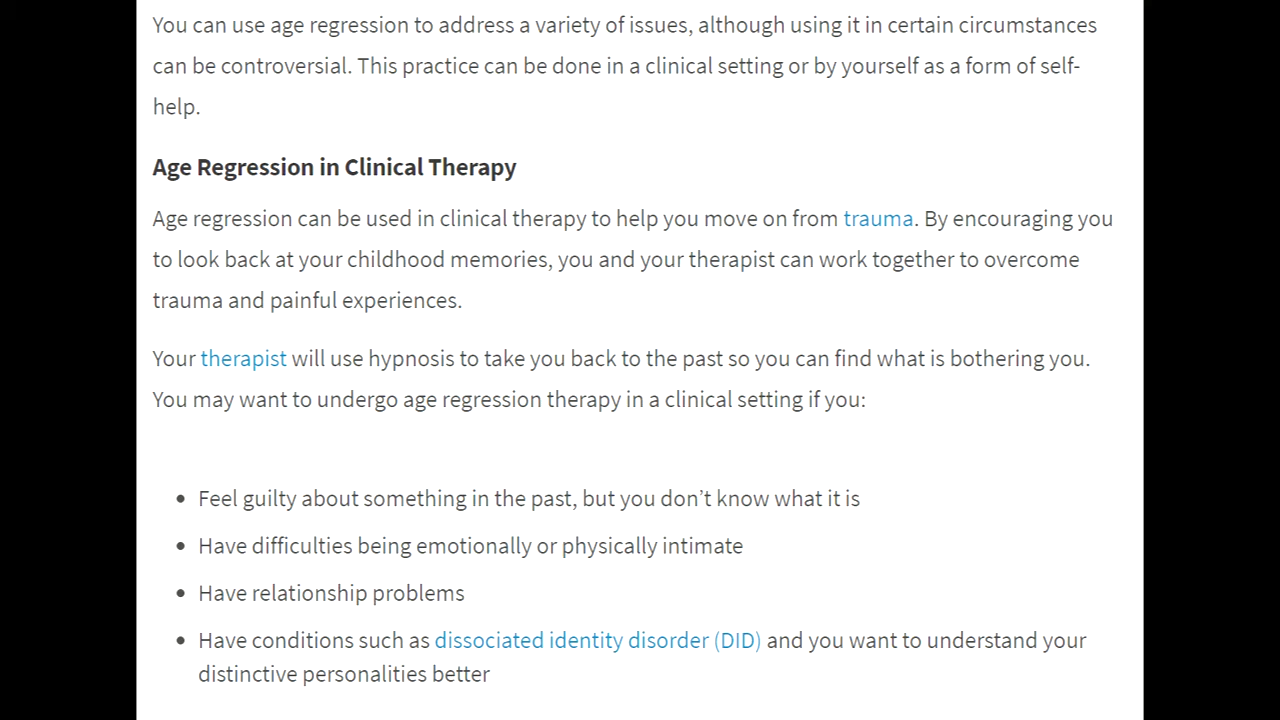 You can use age regression to address a variety of issues, although using it in certain circumstances
can be controversial. This practice can be done in a clinical setting or by yourself as a form of self-
help.
Age Regression in Clinical Therapy
Age regression can be used in clinical therapy to help you move on from trauma. By encouraging you
to look back at your childhood memories, you and your therapist can work together to overcome
trauma and painful experiences.
Your therapist will use hypnosis to take you back to the past so you can find what is bothering you.
You may want to undergo age regression therapy in a clinical setting if you:
• Feel guilty about something in the past, but you don’t know what it is
• Have difficulties being emotionally or physically intimate
• Have relationship problems
• Have conditions such as dissociated identity disorder (DID) and you want to understand your
distinctive personalities better